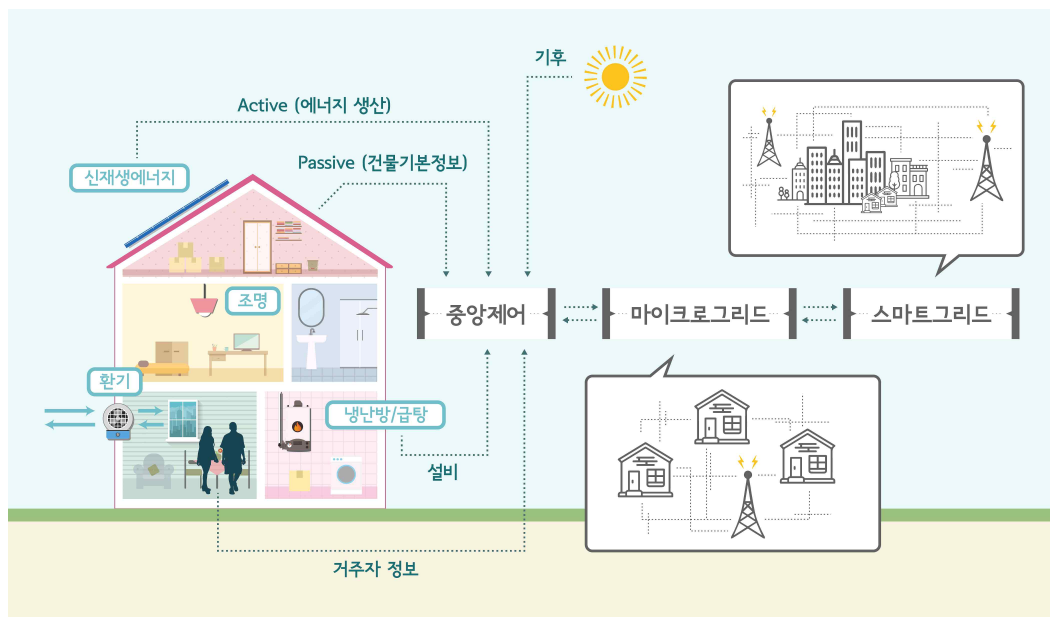 기후
Active (에너지 생산)
Passive (건물기본정보)
신재생에너지
조명
중앙제어
마이크로그리드
스마트그리드
환기
냉난방/급탕
설비
거주자 정보